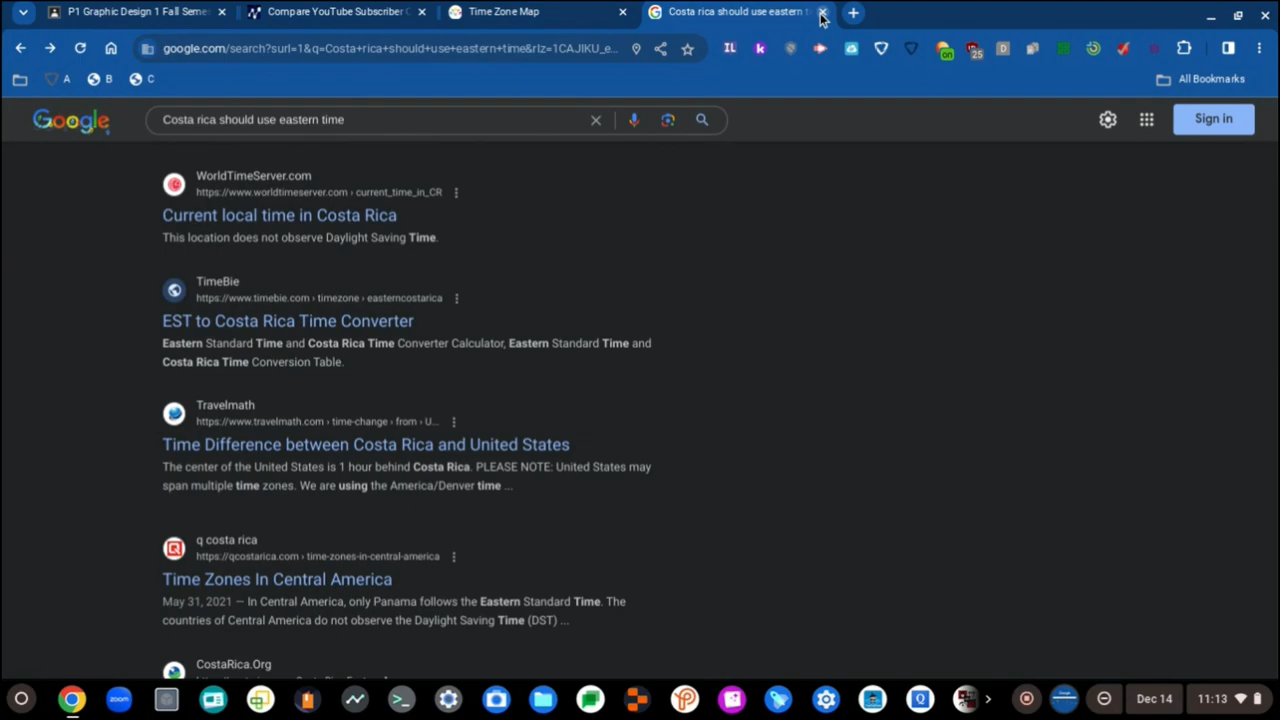 P1 Graphic Design 1 Fall Semes
Compare YouTube Subscriber C
Time Zone Map
Costa rica should use eastern t
google.com/search?surl=1&q=Costa+rica+should+use+eastern+time&rlz=1CAJIKU_e...
IL
k
on
25
D
A
B
C
All Bookmarks
Google
Costa rica should use eastern time
Sign in
WorldTimeServer.com
https://www.worldtimeserver.com › current_time_in_CR
Current local time in Costa Rica
This location does not observe Daylight Saving Time.
TimeBie
https://www.timebie.com › timezone › easterncostarica
EST to Costa Rica Time Converter
Eastern Standard Time and Costa Rica Time Converter Calculator, Eastern Standard Time and
Costa Rica Time Conversion Table.
Travelmath
https://www.travelmath.com › time-change › from › U...
Time Difference between Costa Rica and United States
The center of the United States is 1 hour behind Costa Rica. PLEASE NOTE: United States may
span multiple time zones. We are using the America/Denver time ...
q costa rica
https://qcostarica.com › time-zones-in-central-america
Time Zones In Central America
May 31, 2021 — In Central America, only Panama follows the Eastern Standard Time. The
countries of Central America do not observe the Daylight Saving Time (DST) ...
CostaRica.Org
zoom
Dec 14
11:13